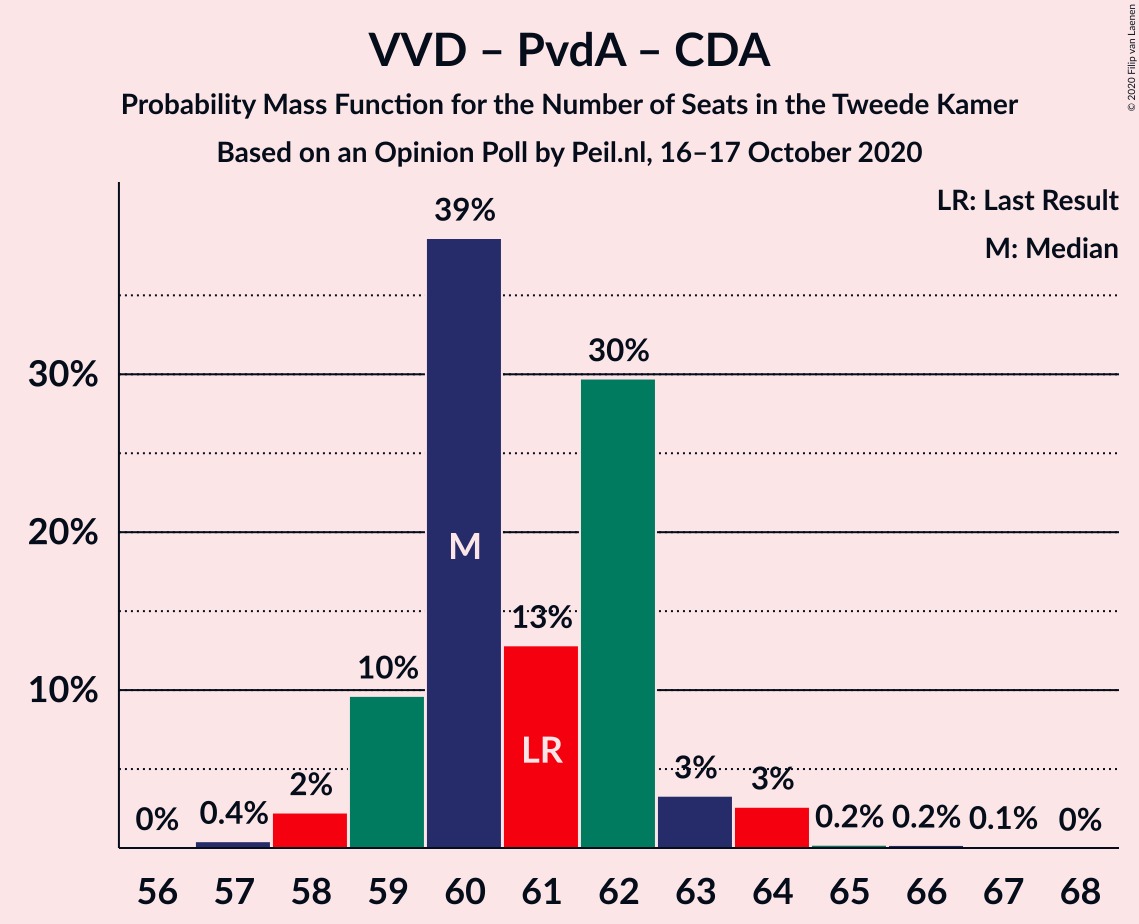 VVD – PvdA – CDA
Probability Mass Function for the Number of Seats in the Tweede Kamer
Based on an Opinion Poll by Peil.nl, 16–17 October 2020
© 2020 Filip van Laenen
LR: Last Result
M: Median
39%
30%
30%
20%
M
13%
10%
10%
LR
2%
3%
3%
0%
0.4%
0.2%
0.2%
0.1%
0%
56 57 58 59 60 61 62 63 64 65 66 67 68